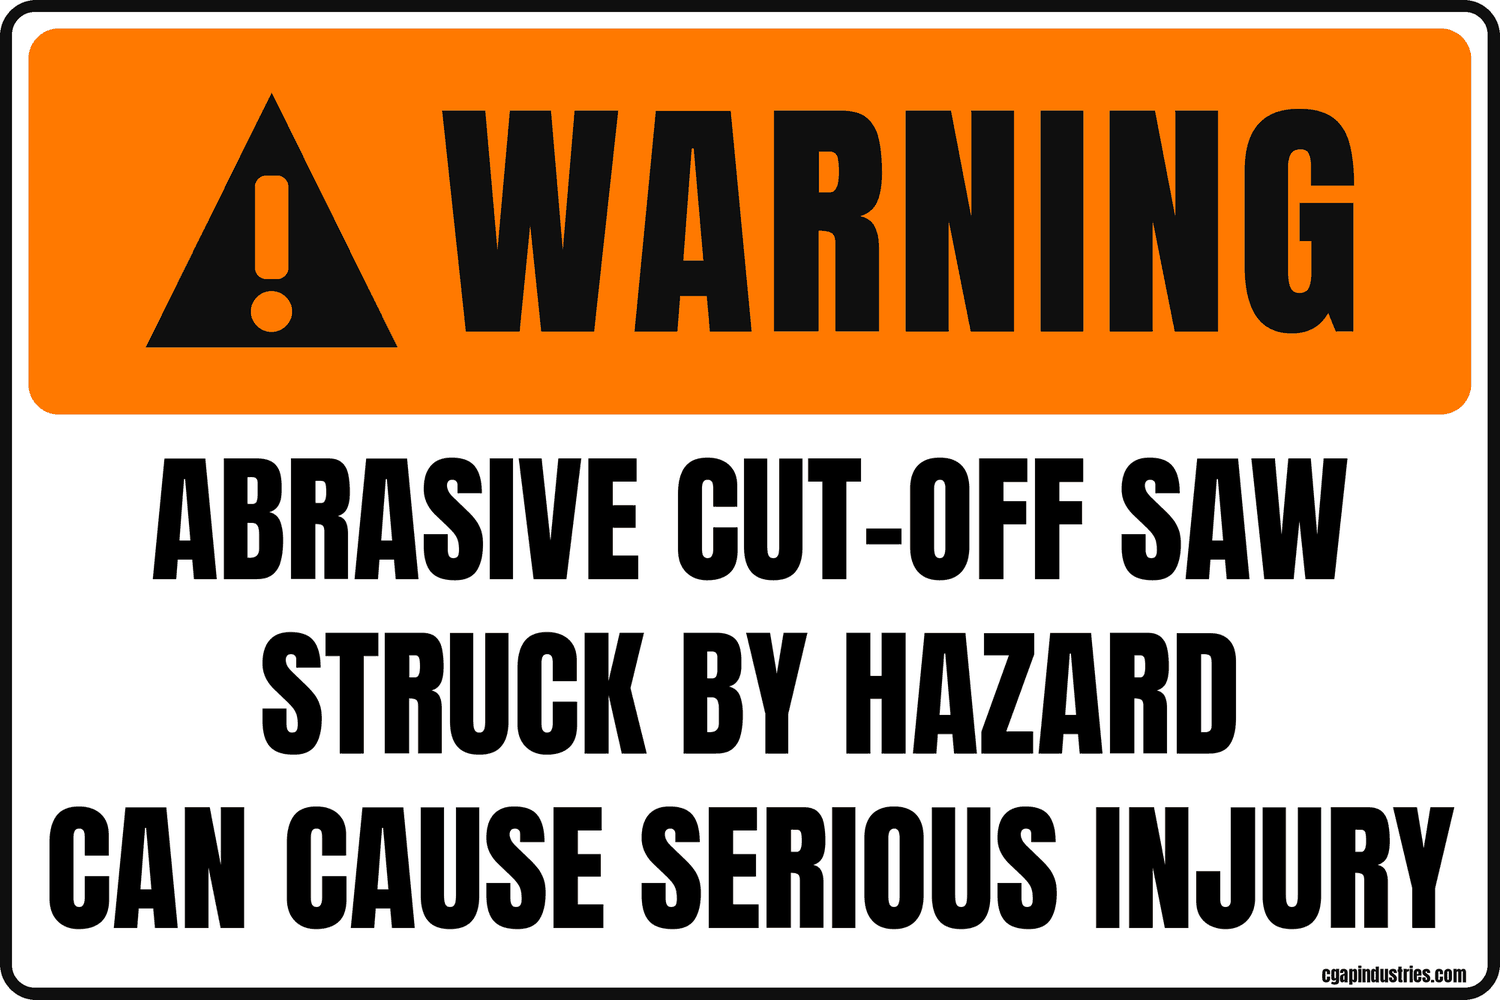 WARNING
ABRASIVE CUT-OFF SAW
STRUCK BY HAZARD
CAN CAUSE SERIOUS INJURY
cgapindustries.com